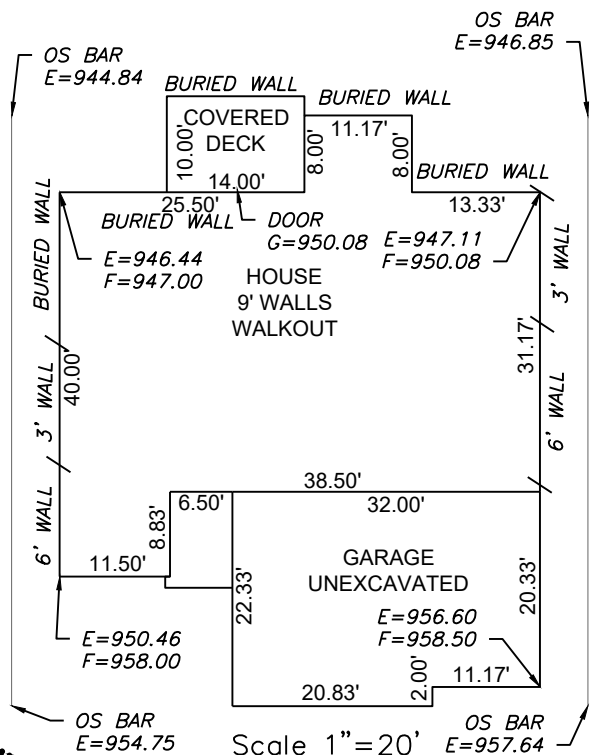 OS BAR
E=946.85
OS BAR
E=944.84
BURIED WALL
BURIED WALL
COVERED
DECK
11.17'
10.00'
8.00'
8.00'
BURIED WALL
14.00'
25.50'
13.33'
BURIED WALL
BURIED WALL
DOOR
G=950.08
E=946.44
F=947.00
E=947.11
F=950.08
3' WALL
HOUSE
9' WALLS
WALKOUT
31.17'
40.00'
3' WALL
6' WALL
38.50'
6.50'
32.00'
6' WALL
8.83'
11.50'
GARAGE
UNEXCAVATED
22.33'
20.33'
E=956.60
F=958.50
E=950.46
F=958.00
2.00'
11.17'
20.83'
OS BAR
E=954.75
Scale 1"=20'
OS BAR
E=957.64